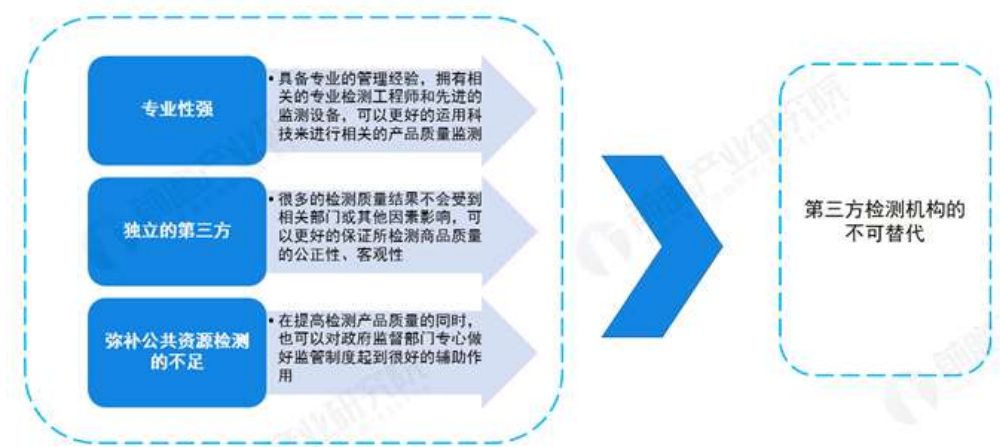 专业性强
• 具备专业的管理经验，拥有相
关的专业检测工程师和先进的
监测设备，可以更好的运用科
技来进行相关的产品质量监测
独立的第三方
• 很多的检测质量结果不会受到
相关部门或其他因素影响，可
以更好的保证所检测商品质量
的公正性、客观性
弥补公共资源检测
的不足
• 在提高检测产品质量的同时，
也可以对政府监督部门专心做
好监管制度起到很好的辅助作
用
第三方检测机构的
不可替代
前瞻产业研究院